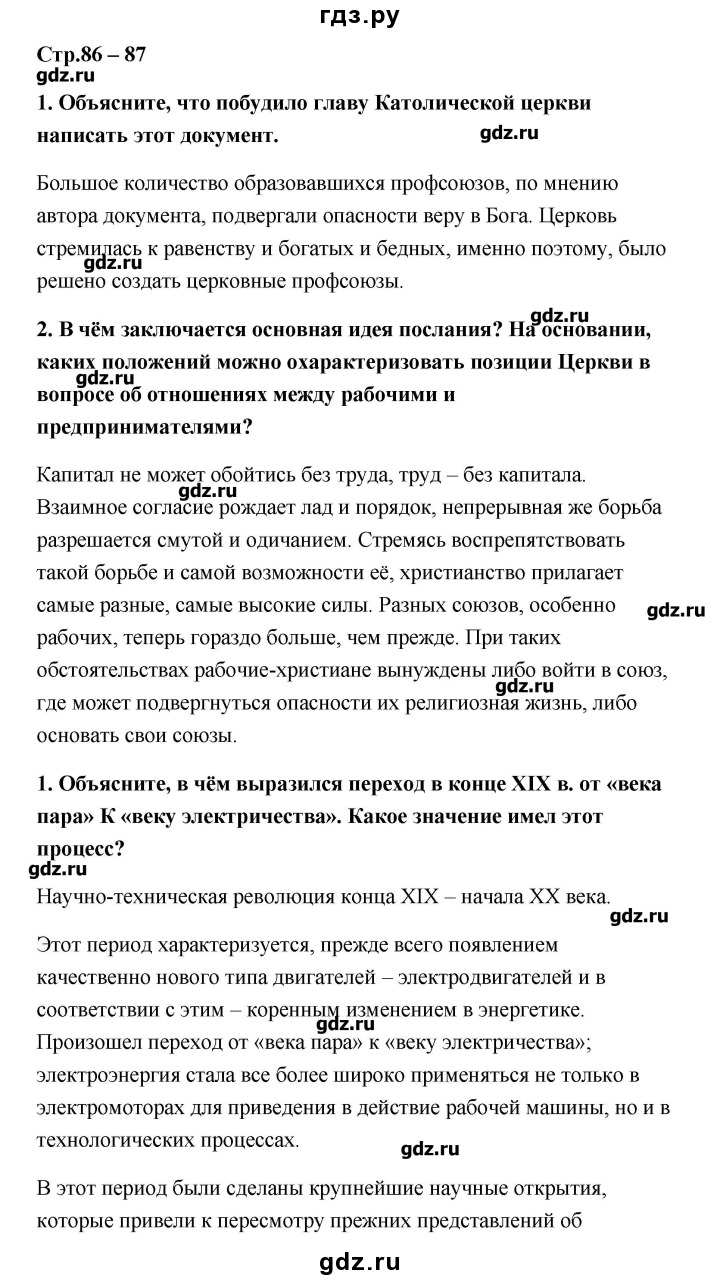 гдз.ру
Стр.86 – 87
gdz.ru
1. Объясните, что побудило главу Католической церкви
написать этот документ.
gdz.ru
Большое количество образовавшихся профсоюзов, по мнению
автора документа, подвергали опасности веру в Бога. Церковь
стремилась к равенству и богатых и бедных, именно поэтому, было
gdz.ru
решено создать церковные профсоюзы.
gdz.ru
2. В чём заключается основная идея послания? На основании,
каких положений можно охарактеризовать позиции Церкви в
gdz.ru
вопросе об отношениях между рабочими и
предпринимателями?
Капитал не может обойтись без труда, труд – без капитала.
gdz.ru
Взаимное согласие рождает лад и порядок, непрерывная же борьба
разрешается смутой и одичанием. Стремясь воспрепятствовать
такой борьбе и самой возможности её, христианство прилагает
самые разные, самые высокие силы. Разных союзов, особенно
gdz.ru
рабочих, теперь гораздо больше, чем прежде. При таких
обстоятельствах рабочие-христиане вынуждены либо войти в союз,
gdz.ru
где может подвергнуться опасности их религиозная жизнь, либо
основать свои союзы.
1. Объясните, в чём выразился переход в конце XIX в. от «века
пара» К «веку электричества». Какое значение имел этот
процесс?
gdz.ru
Научно-техническая революция конца XIX – начала XX века.
gdz.ru
Этот период характеризуется, прежде всего появлением
качественно нового типа двигателей – электродвигателей и в
соответствии с этим – коренным изменением в энергетике.
gdz.ru
Произошел переход от «века пара» к «веку электричества»;
электроэнергия стала все более широко применяться не только в
электромоторах для приведения в действие рабочей машины, но и в
технологических процессах.
gdz.ru
В этот период были сделаны крупнейшие научные открытия,
которые привели к пересмотру прежних представлений об
gdz.ru